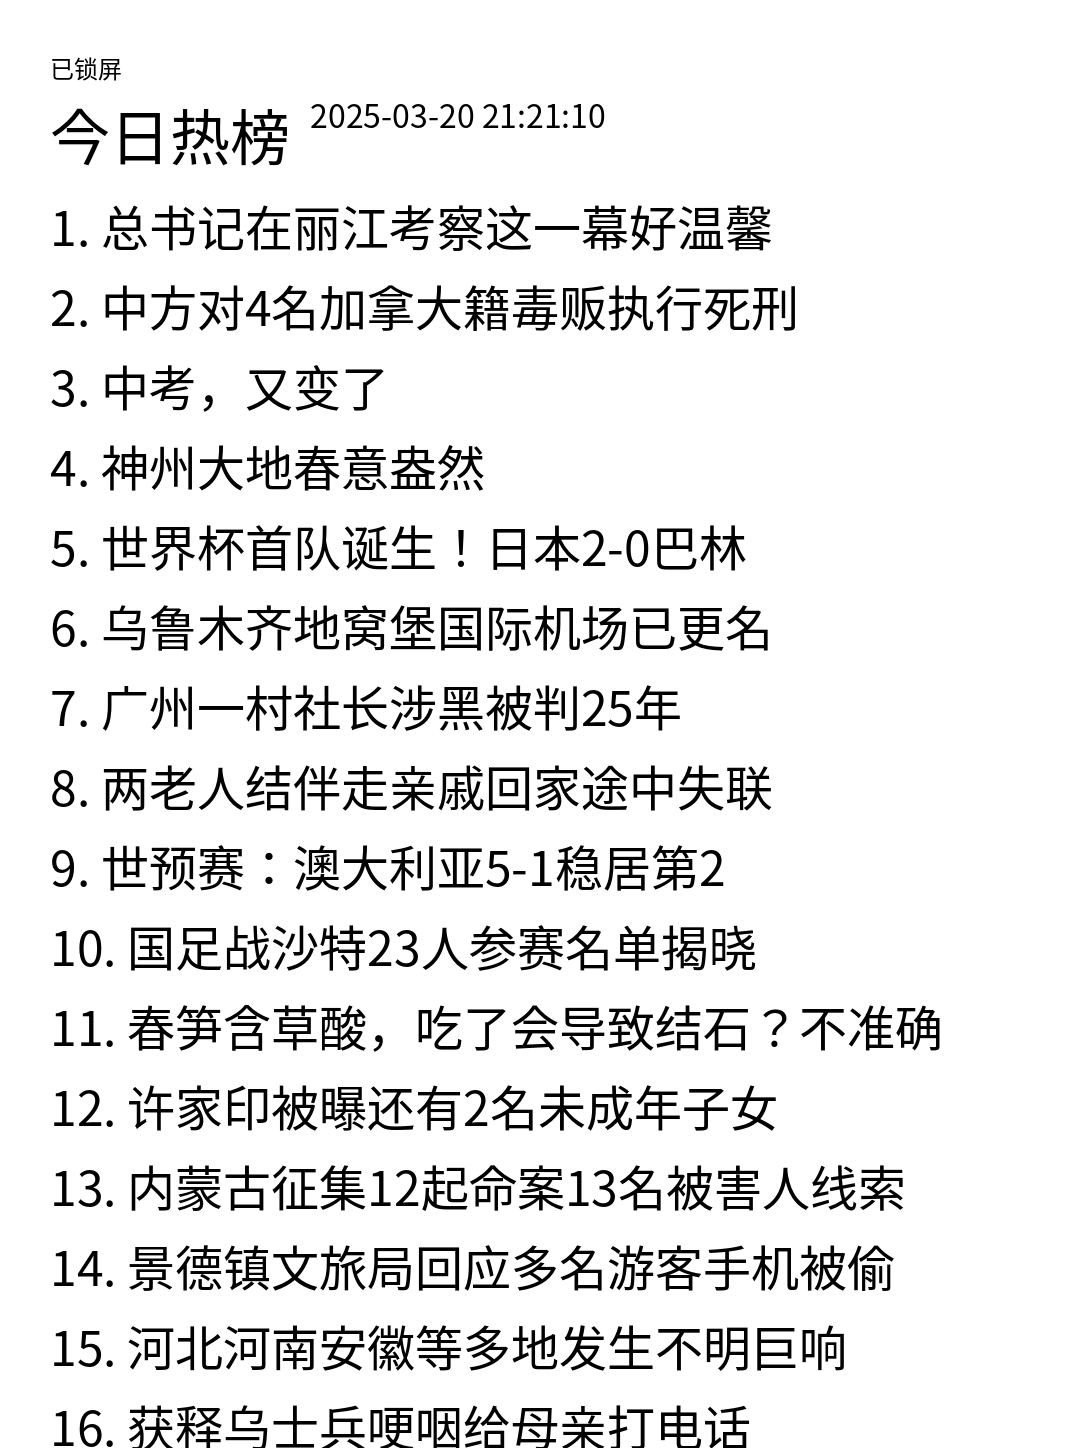 已锁屏
今日热榜 2025-03-20 21:21:10
1. 总书记在丽江考察这一幕好温馨
2. 中方对4名加拿大籍毒贩执行死刑
3. 中考，又变了
4. 神州大地春意盎然
5. 世界杯首队诞生！日本2-0巴林
6. 乌鲁木齐地窝堡国际机场已更名
7. 广州一村社长涉黑被判25年
8. 两老人结伴走亲戚回家途中失联
9. 世预赛：澳大利亚5-1稳居第2
10. 国足战沙特23人参赛名单揭晓
11. 春笋含草酸，吃了会导致结石？不准确
12. 许家印被曝还有2名未成年子女
13. 内蒙古征集12起命案13名被害人线索
14. 景德镇文旅局回应多名游客手机被偷
15. 河北河南安徽等多地发生不明巨响
16. 获释乌士兵哽咽给母亲打电话